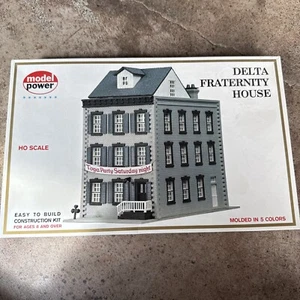 model
power
DELTA
FRATERNITY
HOUSE
HO SCALE
Toga Party Saturday night
EASY TO BUILD
CONSTRUCTION KIT
FOR AGES 8 AND OVER
MOLDED IN 5 COLORS